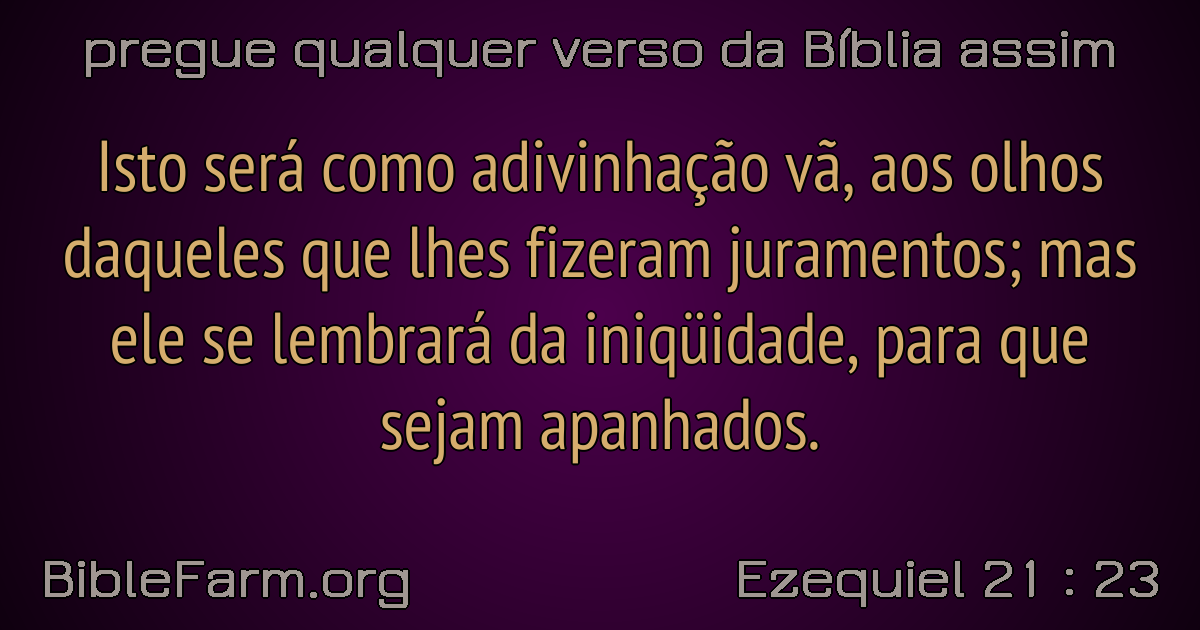 pregue qualquer verso da Bíblia assim
Isto será como adivinhação vã, aos olhos
daqueles que lhes fizeram juramentos; mas
ele se lembrará da iniqüidade, para que
sejam apanhados.
BibleFarm.org
Ezequiel 21 : 23